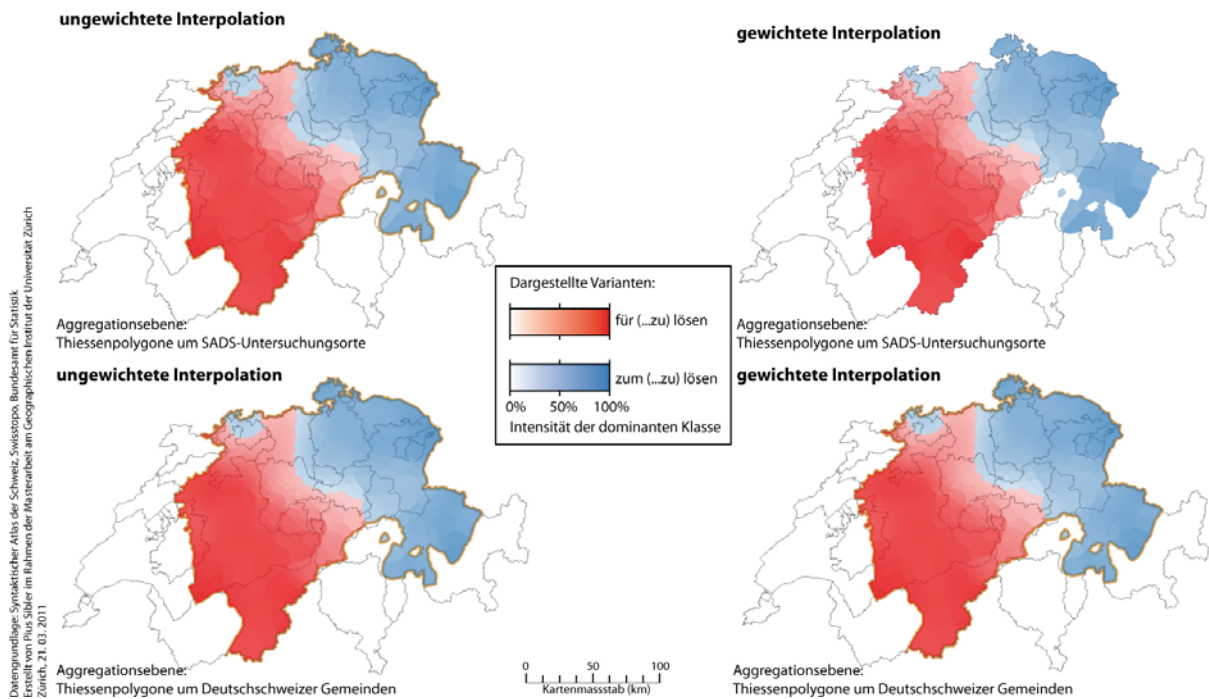 ungewichtete Interpolation
gewichtete Interpolation
Aggregationsebene:
Thiessenpolygone um SADS-Untersuchungsorte
Aggregationsebene:
Thiessenpolygone um SADS-Untersuchungsorte
Dargestellte Varianten:
für (...zu) lösen
zum (...zu) lösen
0% 50% 100%
Intensität der dominanten Klasse
ungewichtete Interpolation
gewichtete Interpolation
Aggregationsebene:
Thiessenpolygone um Deutschschweizer Gemeinden
0 50 100
Kartenmassstab (km)
Aggregationsebene:
Thiessenpolygone um Deutschschweizer Gemeinden
Datengrundlage: Syntaktischer Atlas der Schweiz, Swisstopo, Bundesamt für Statistik
Erstellt von Pius Sibler im Rahmen der Masterarbeit am Geographischen Institut der Universität Zürich
Zürich, 21. 03. 2011